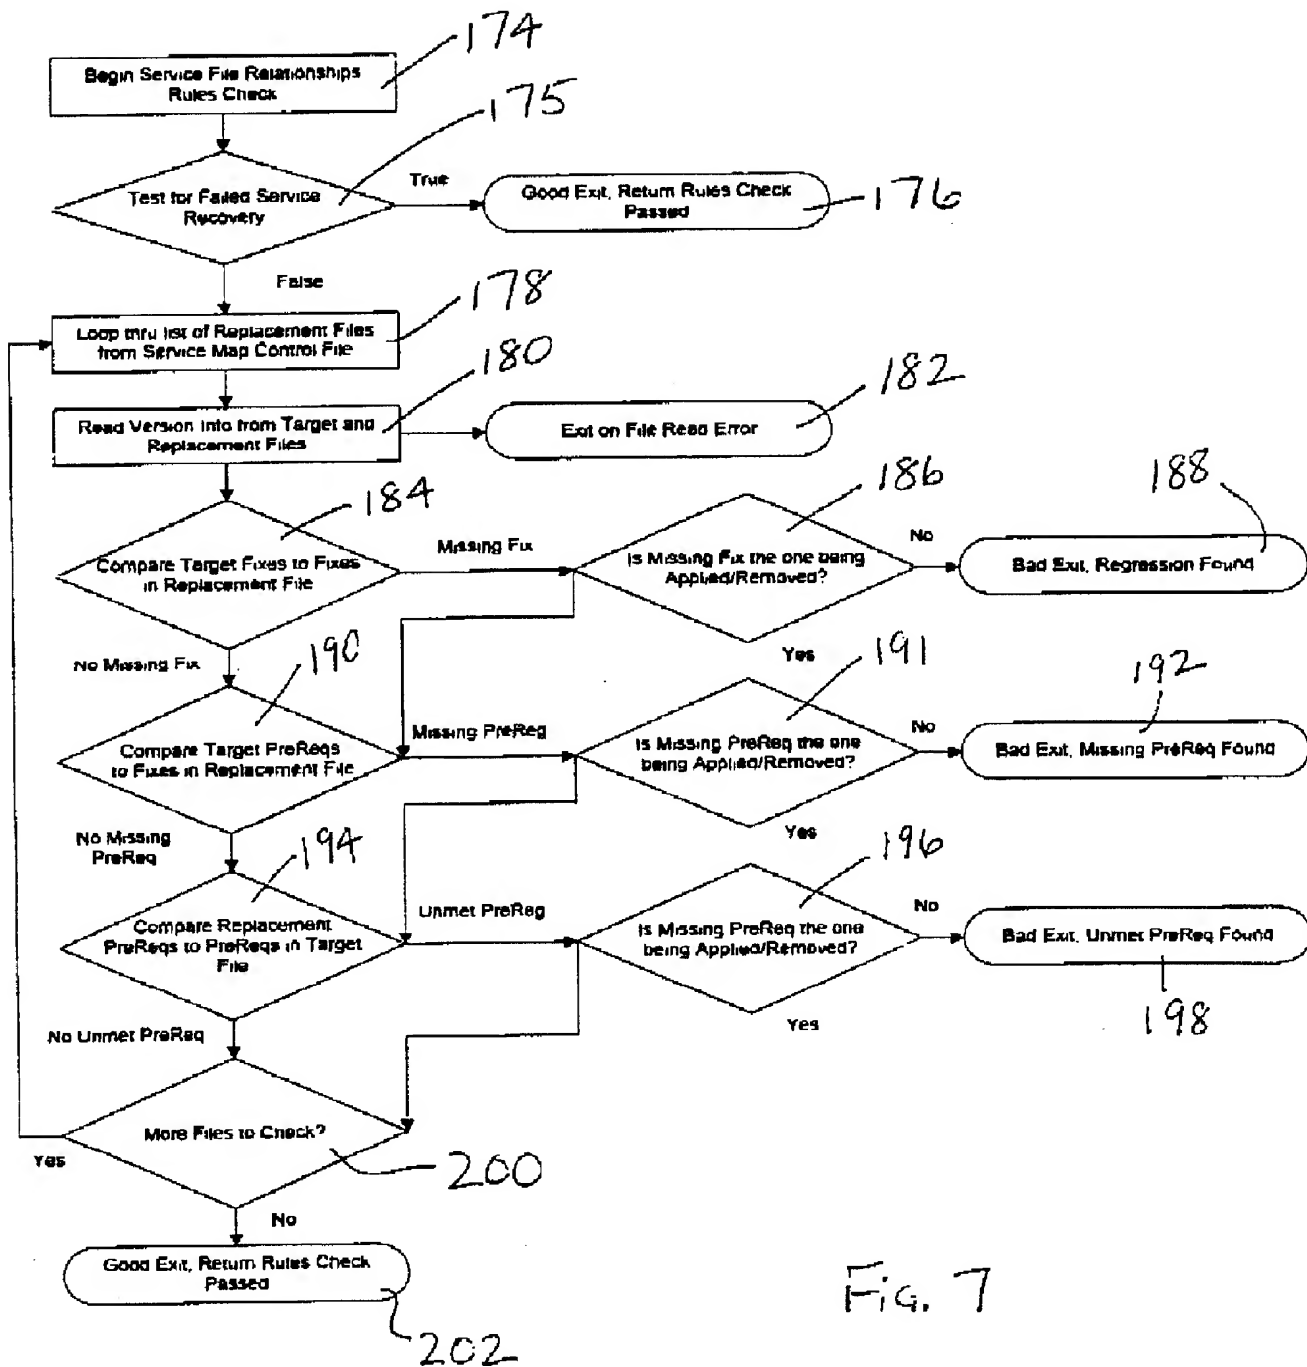 174
Begin Service File Relationships
Rules Check
175
Test for Failed Service
Recovery
True
Good Exit, Return Rules Check
Passed
176
False
178
Loop thru list of Replacement Files
from Service Map Control File
180
182
Read Version Info from Target and
Replacement Files
Exit on File Read Error
184
186
188
Compare Target Fixes to Fixes
in Replacement File
Missing Fix
Is Missing Fix the one being
Applied/Removed?
No
Bad Exit, Regression Found
No Missing Fix
190
Yes
191
192
Compare Target PreReqs
to Fixes in Replacement File
Missing PreReq
Is Missing PreReq the one
being Applied/Removed?
No
Bad Exit, Missing PreReq Found
No Missing
PreReq
194
Yes
196
Compare Replacement
PreReqs to PreReqs in Target
File
Unmet PreReq
Is Missing PreReq the one
being Applied/Removed?
No
Bad Exit, Unmet PreReq Found
198
No Unmet PreReq
Yes
More Files to Check?
Yes
200
No
Good Exit, Return Rules Check
Passed
202
Fig. 7